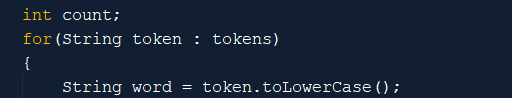 int count;
for(String token : tokens)
{
String word = token.toLowerCase();